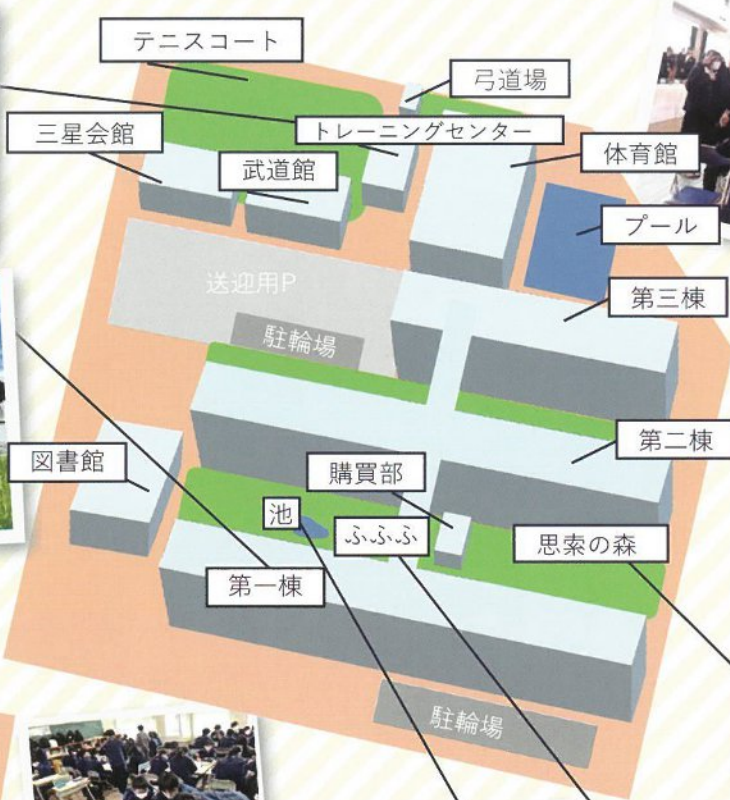 テニスコート
弓道場
トレーニングセンター
三星会館
武道館
体育館
プール
送迎用P
第三棟
駐輪場
第二棟
図書館
購買部
池
ふふふ
思索の森
第一棟
駐輪場